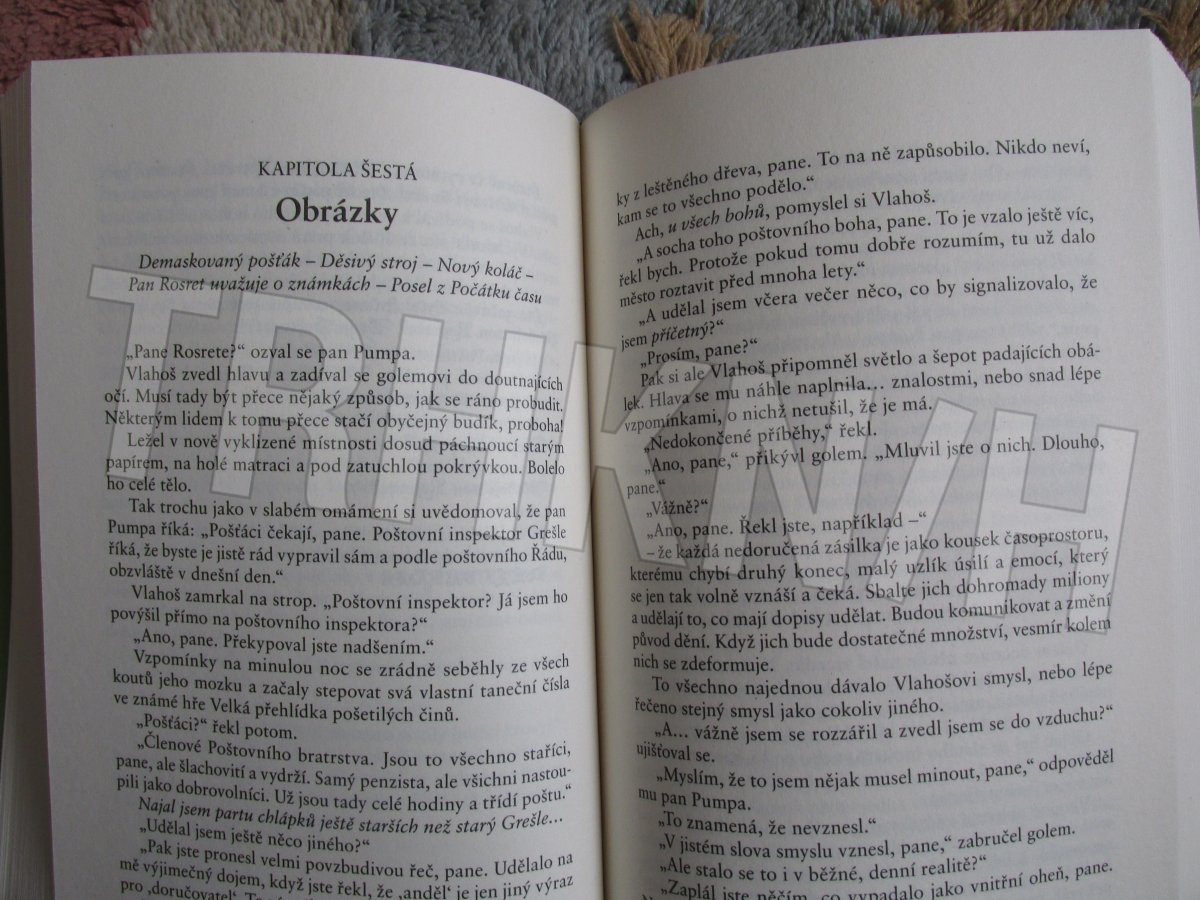 KAPITOLA ŠESTÁ
Obrázky
Demaskovaný pošťák – Děsivý stroj – Nový koláč –
Pan Rosret uvažuje o známkách – Posel z Počátku času
„Pane Rosrete?“ ozval se pan Pumpa.
Vlahoš zvedl hlavu a zadíval se golemovi do doutnajících
očí. Musí tady být přece nějaký způsob, jak se ráno probudit.
Některým lidem k tomu přece stačí obyčejný budík, proboha!
Ležel v nově vyklizené místnosti dosud páchnoucí starým
papírem, na holé matraci a pod zatuchlou pokrývkou. Bolelo
ho celé tělo.
Tak trochu jako v slabém omámení si uvědomoval, že pan
Pumpa říká: „Pošťáci čekají, pane. Poštovní inspektor Grešle
říká, že byste je jistě rád vypravil sám a podle poštovního Řádu,
obzvláště v dnešní den.“
Vlahoš zamrkal na strop. „Poštovní inspektor? Já jsem ho
povýšil přímo na poštovního inspektora?“
„Ano, pane. Překypoval jste nadšením.“
Vzpomínky na minulou noc se zrádně seběhly ze všech
koutů jeho mozku a začaly stepovat svá vlastní taneční čísla
ve známé hře Velká přehlídka pošetilých činů.
„Pošťáci?“ řekl potom.
„Členové Poštovního bratrstva. Jsou to všechno staříci,
pane, ale šlachovití a vydrží. Samý penzista, ale všichni nastou-
pili jako dobrovolníci. Už jsou tady celé hodiny a třídí poštu.“
Najal jsem partu chlápků ještě starších než starý Grešle…
„Udělal jsem ještě něco jiného?“
„Pak jste pronesl velmi povzbudivou řeč, pane. Udělalo na
mě výjimečný dojem, když jste řekl, že ‚anděl‘ je jen jiný výraz
pro ‚doručovatel‘
ky z leštěného dřeva, pane. To na ně zapůsobilo. Nikdo neví,
kam se to všechno podělo.“
Ach, u všech bohů, pomyslel si Vlahoš.
„A socha toho poštovního boha, pane. To je vzalo ještě víc,
řekl bych. Protože pokud tomu dobře rozumím, tu už dalo
město roztavit před mnoha lety.“
„A udělal jsem včera večer něco, co by signalizovalo, že
jsem příčetný?“
„Prosím, pane?“
Pak si ale Vlahoš připomněl světlo a šepot padajících obá-
lek. Hlava se mu náhle naplnila… znalostmi, nebo snad lépe
vzpomínkami, o nichž netušil, že je má.
„Nedokončené příběhy,“ řekl.
„Ano, pane,“ přikývl golem. „Mluvil jste o nich. Dlouho,
pane.“
„Vážně?“
„Ano, pane. Řekl jste, například –“
– že každá nedoručená zásilka je jako kousek časoprostoru,
kterému chybí druhý konec, malý uzlík úsilí a emocí, který
se jen tak volně vznáší a čeká. Sbalte jich dohromady miliony
a udělají to, co mají dopisy udělat. Budou komunikovat a změní
původ dění. Když jich bude dostatečné množství, vesmír kolem
nich se zdeformuje.
To všechno najednou dávalo Vlahošovi smysl, nebo lépe
řečeno stejný smysl jako cokoliv jiného.
„A… vážně jsem se rozzářil a zvedl jsem se do vzduchu?“
ujišťoval se.
„Myslím, že to jsem nějak musel minout, pane,“ odpověděl
mu pan Pumpa.
„To znamená, že nevznesl.“
„V jistém slova smyslu vznesl, pane,“ zabručel golem.
„Ale stalo se to i v běžné, denní realitě?“
„Zaplál jste něčím, co vypadalo jako vnitřní oheň, pane.
TRHKNIH